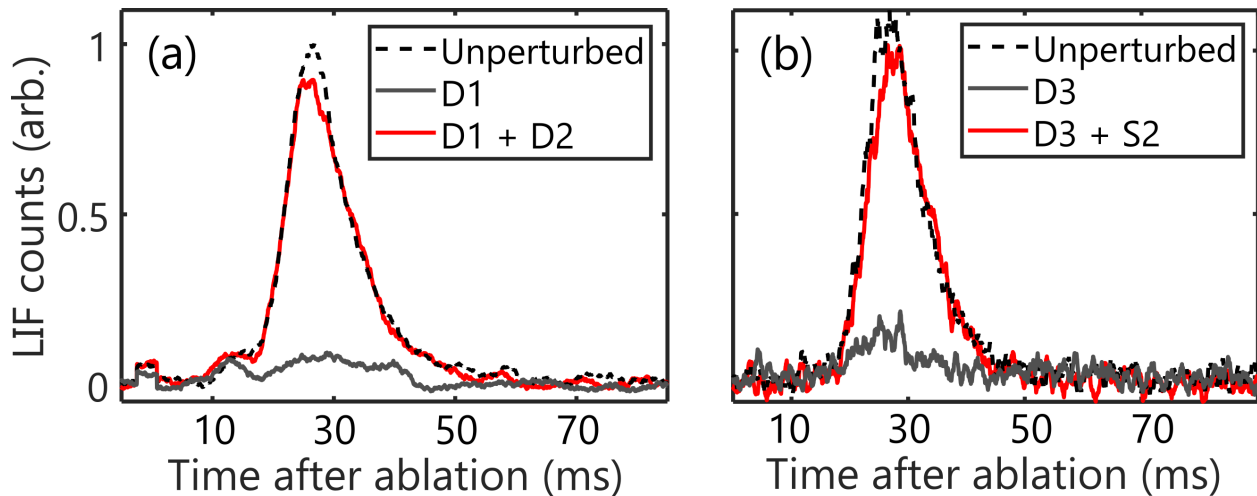 (a)
Unperturbed
D1
D1 + D2
(b)
Unperturbed
D3
D3 + S2
LIF counts (arb.)
1
0.5
0
10 30 50 70
10 30 50 70
Time after ablation (ms)
Time after ablation (ms)